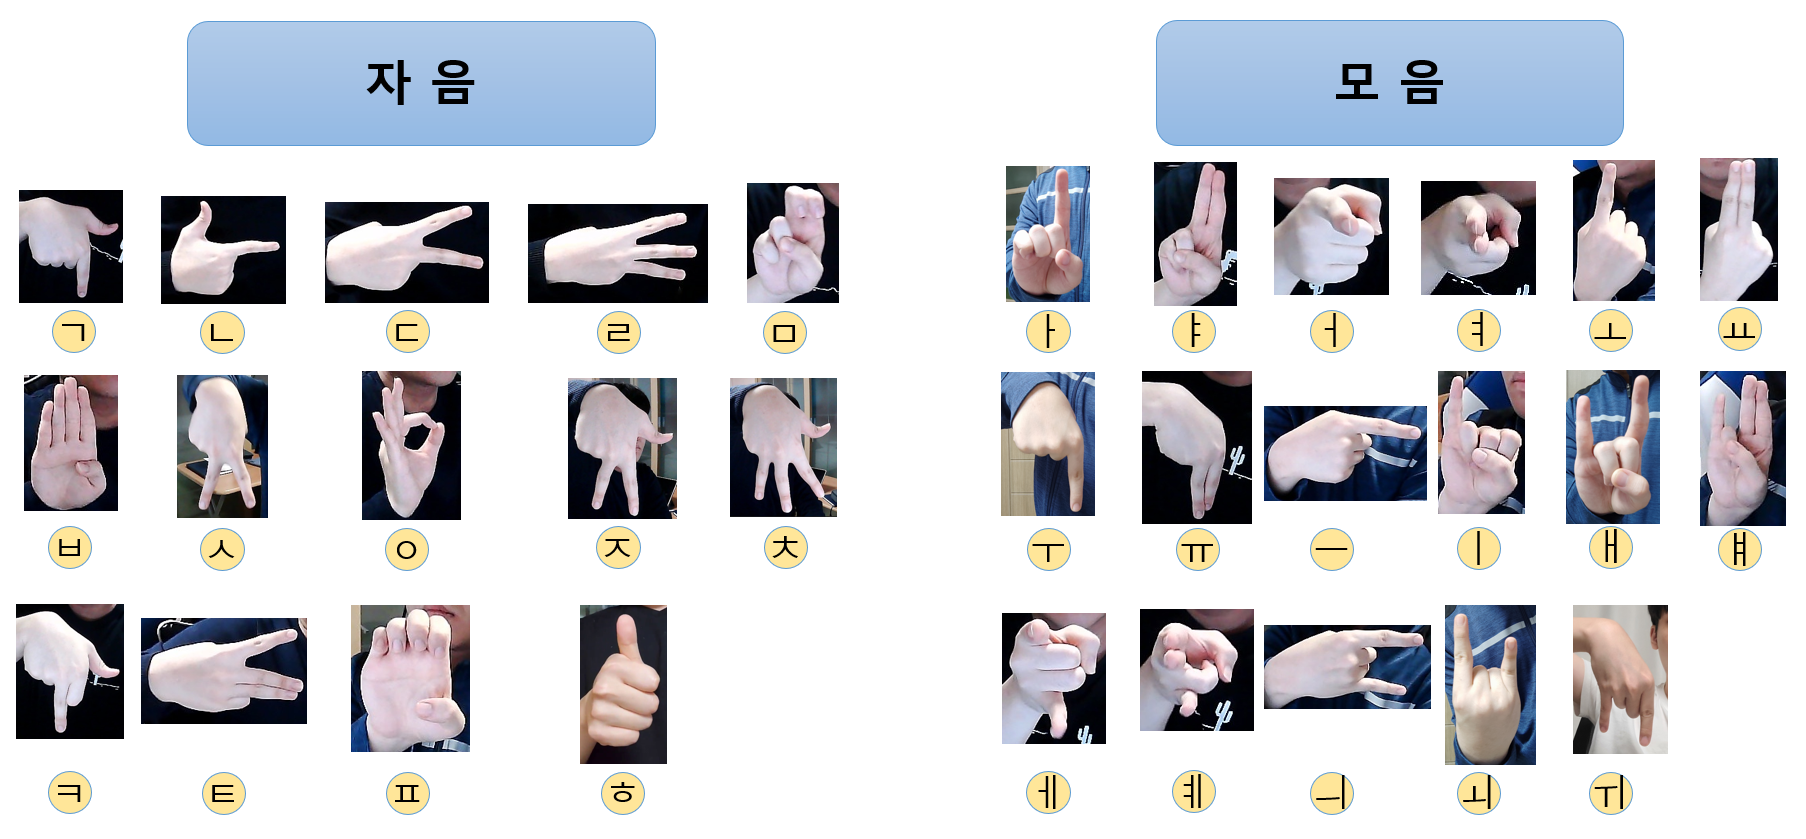 자 음
모 음
ㄱ ㄴ ㄷ ㄹ ㅁ
ㅏ ㅑ ㅓ ㅕ ㅗ ㅛ
ㅂ ㅅ ㅇ ㅈ ㅊ
ㅜ ㅠ ㅡ ㅣ ㅐ ㅒ
ㅋ ㅌ ㅍ ㅎ
ㅔ ㅖ ㅢ ㅚ ㅟ